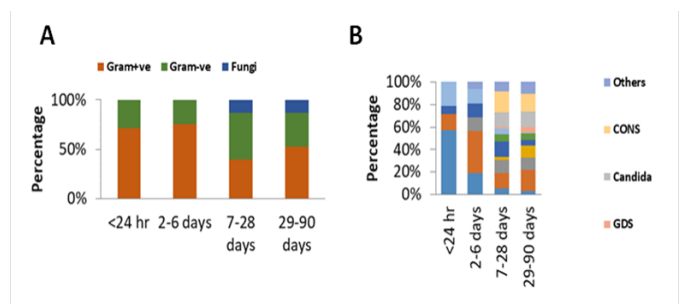 A
Gram+ve Gram-ve Fungi
Percentage
100%
50%
0%
<24 hr 2-6 days 7-28 days 29-90 days
B
Percentage
100%
80%
60%
40%
20%
0%
<24 hr
2-6 days
7-28 days
29-90 days
Others
CONS
Candida
GDS